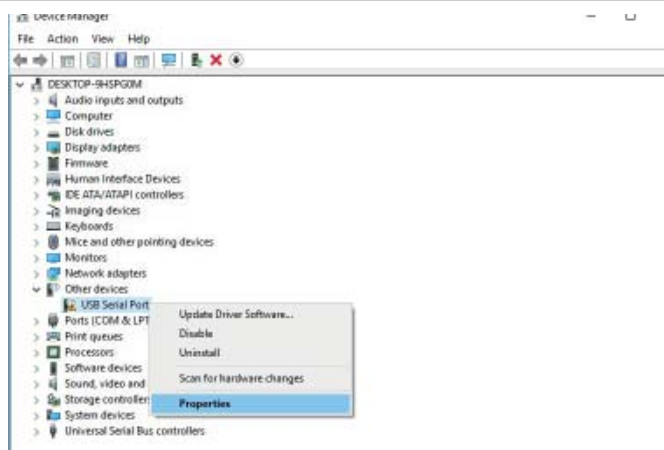 Device Manager
File Action View Help
DESKTOP-9HSPG0M
Audio inputs and outputs
Computer
Disk drives
Display adapters
Firmware
Human Interface Devices
IDE ATA/ATAPI controllers
Imaging devices
Keyboards
Mice and other pointing devices
Monitors
Network adapters
Other devices
USB Serial Port
Ports (COM & LPT
Print queues
Processors
Software devices
Sound, video and
Storage controller
System devices
Universal Serial Bus controllers
Update Driver Software...
Disable
Uninstall
Scan for hardware changes
Properties